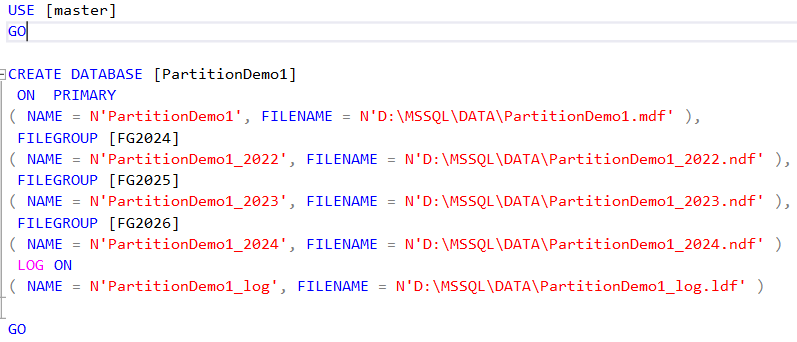 USE [master]
GO
CREATE DATABASE [PartitionDemo1]
ON  PRIMARY
( NAME = N'PartitionDemo1', FILENAME = N'D:\MSSQL\DATA\PartitionDemo1.mdf' ),
FILEGROUP [FG2024]
( NAME = N'PartitionDemo1_2022', FILENAME = N'D:\MSSQL\DATA\PartitionDemo1_2022.ndf' ),
FILEGROUP [FG2025]
( NAME = N'PartitionDemo1_2023', FILENAME = N'D:\MSSQL\DATA\PartitionDemo1_2023.ndf' ),
FILEGROUP [FG2026]
( NAME = N'PartitionDemo1_2024', FILENAME = N'D:\MSSQL\DATA\PartitionDemo1_2024.ndf' )
LOG ON
( NAME = N'PartitionDemo1_log', FILENAME = N'D:\MSSQL\DATA\PartitionDemo1_log.ldf' )
GO